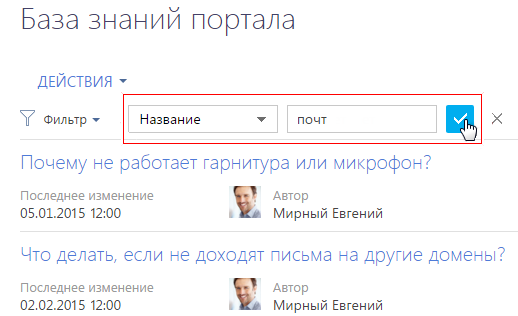 База знаний портала
ДЕЙСТВИЯ
Фильтр Название почт
Почему не работает гарнитура или микрофон?
Последнее изменение Автор
05.01.2015 12:00 Мирный Евгений
Что делать, если не доходят письма на другие домены?
Последнее изменение Автор
02.02.2015 12:00 Мирный Евгений